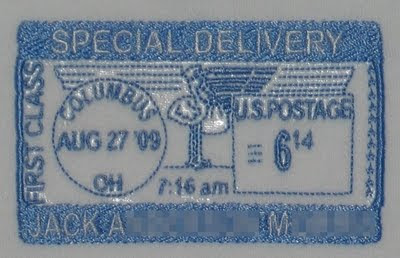 SPECIAL DELIVERY
FIRST CLASS
COLUMBUS
AUG 27 '09
OH
7:16 am
U.S.POSTAGE
= 6 14
JACK A M